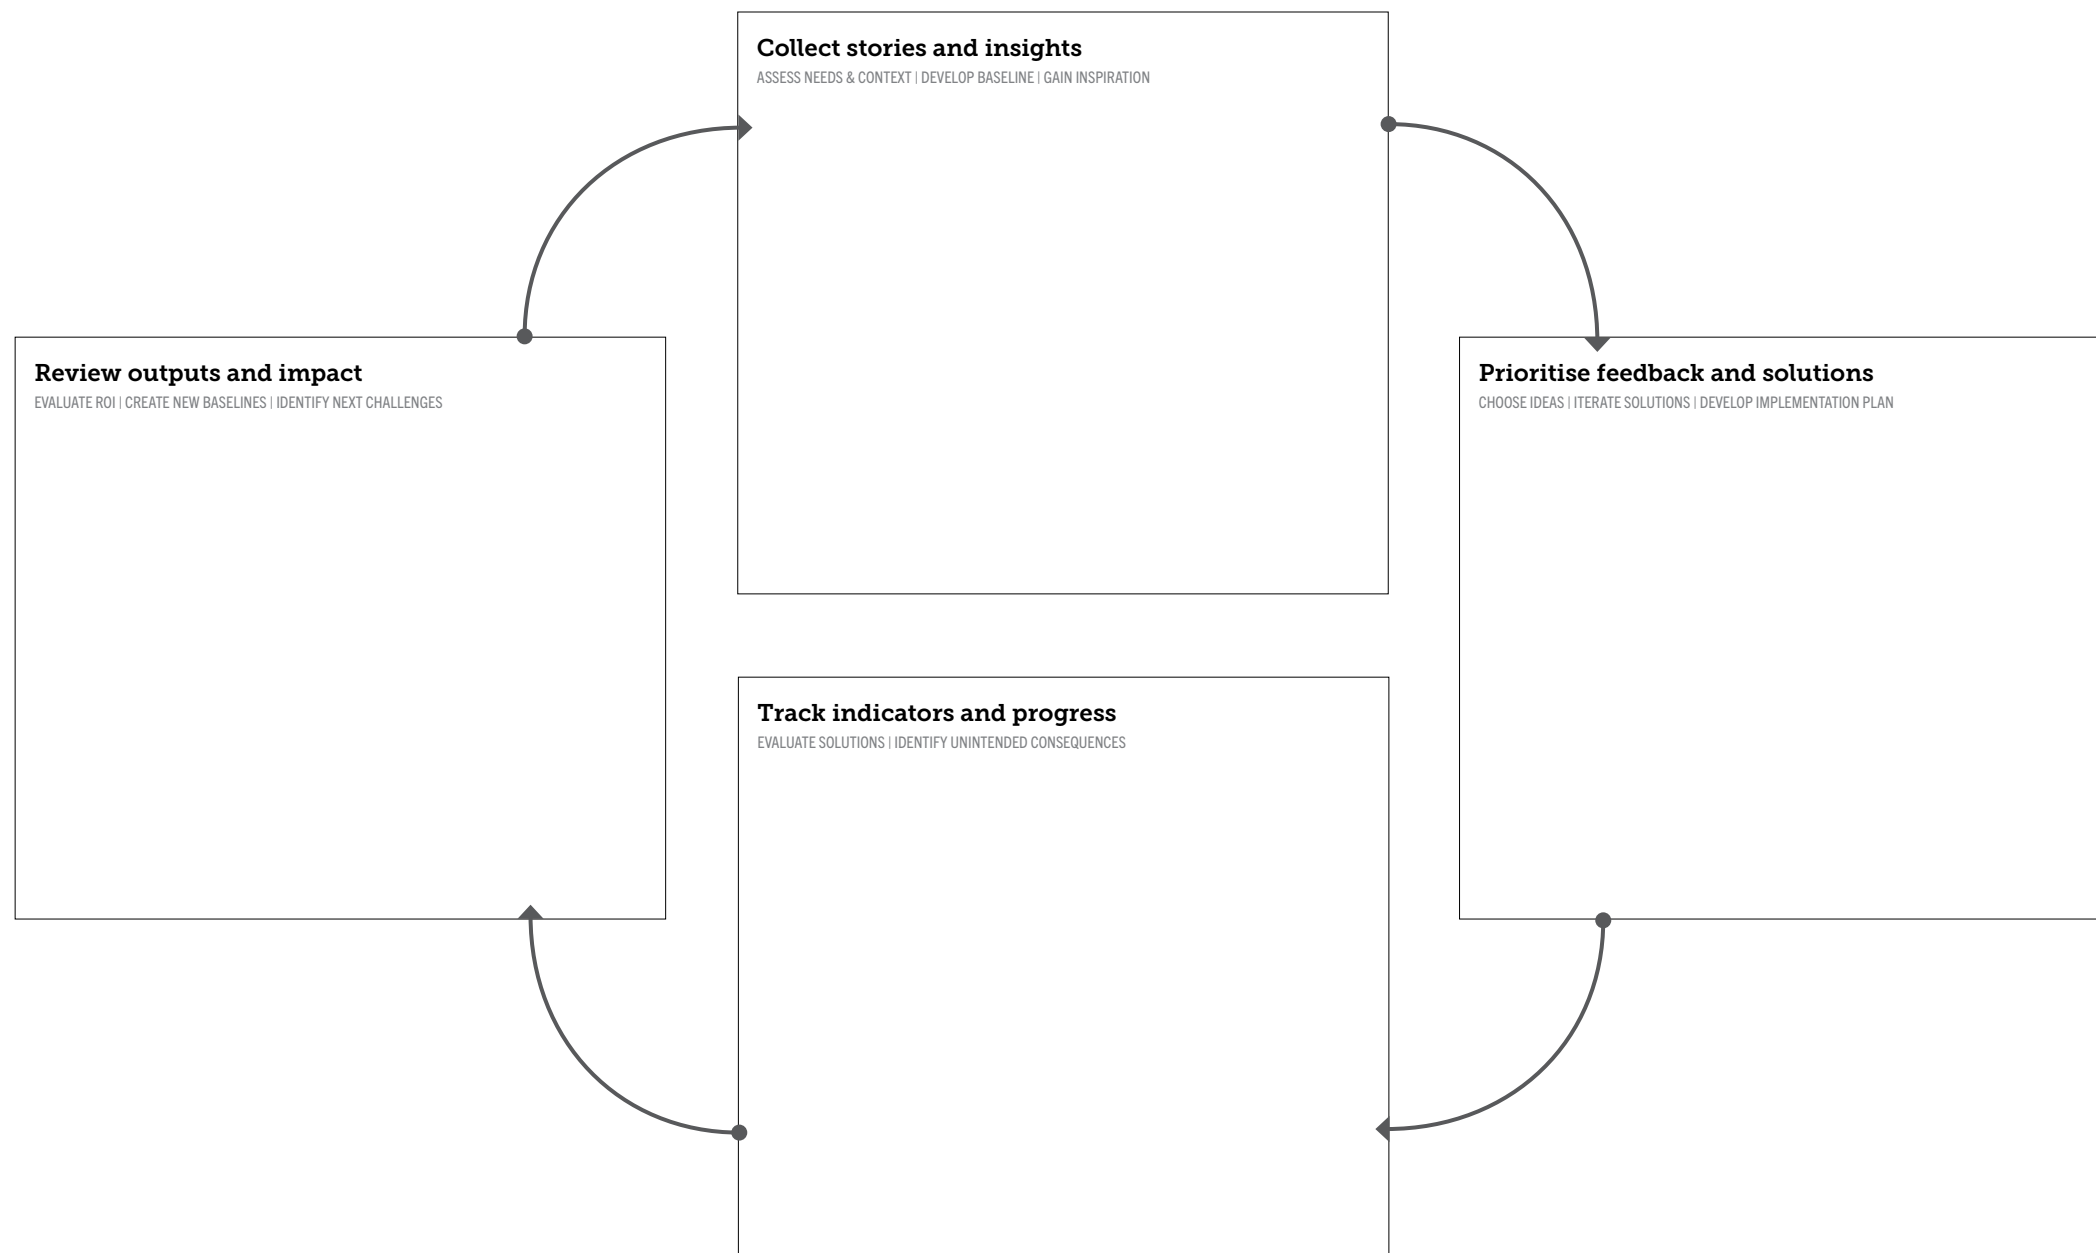 Collect stories and insights
ASSESS NEEDS & CONTEXT | DEVELOP BASELINE | GAIN INSPIRATION
Review outputs and impact
EVALUATE ROI | CREATE NEW BASELINES | IDENTIFY NEXT CHALLENGES
Prioritise feedback and solutions
CHOOSE IDEAS | ITERATE SOLUTIONS | DEVELOP IMPLEMENTATION PLAN
Track indicators and progress
EVALUATE SOLUTIONS | IDENTIFY UNINTENDED CONSEQUENCES